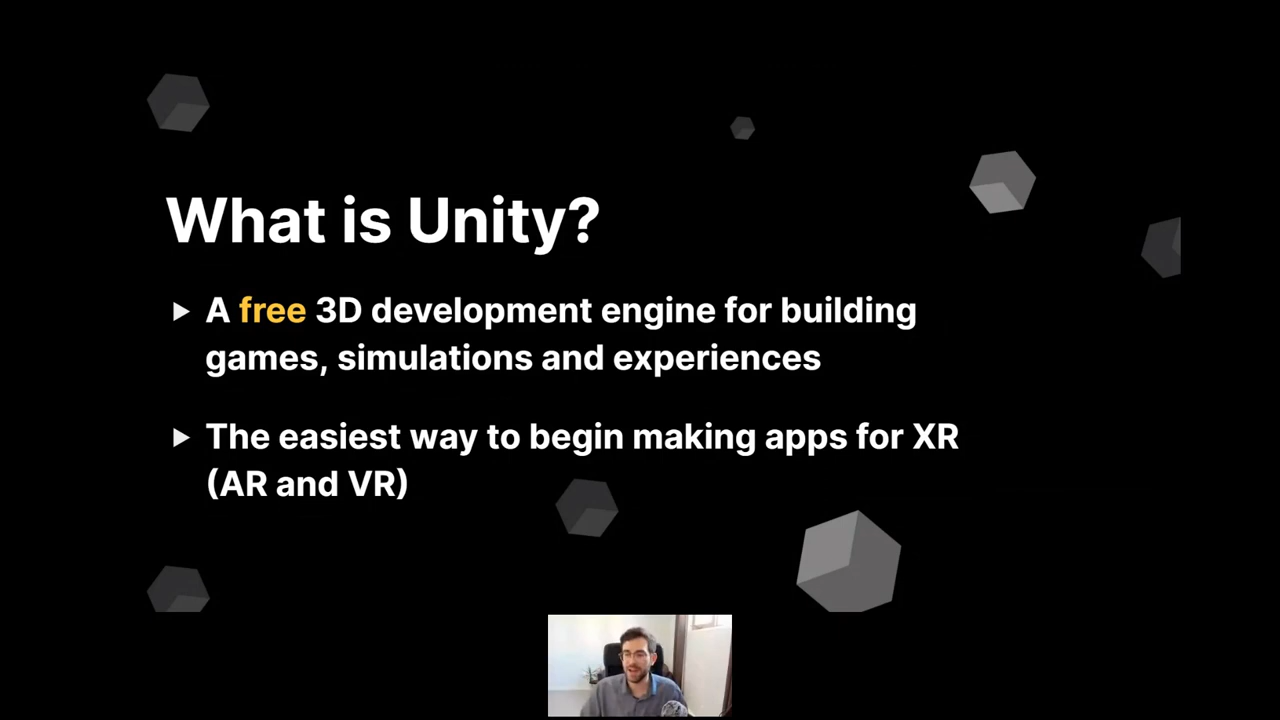 What is Unity?
A free 3D development engine for building
games, simulations and experiences
The easiest way to begin making apps for XR
(AR and VR)